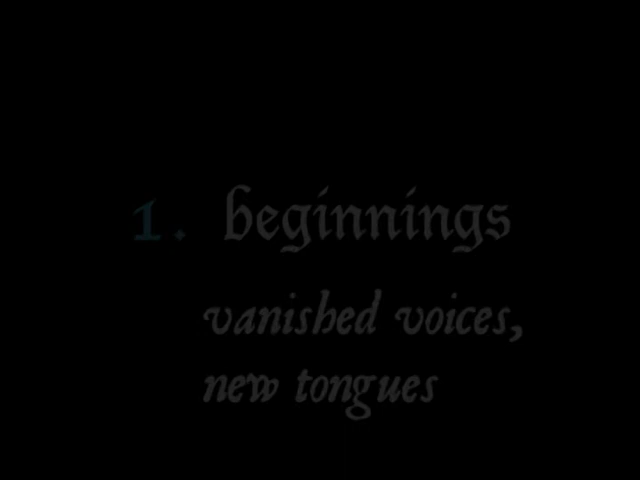 1. beginnings
vanished voices,
new tongues